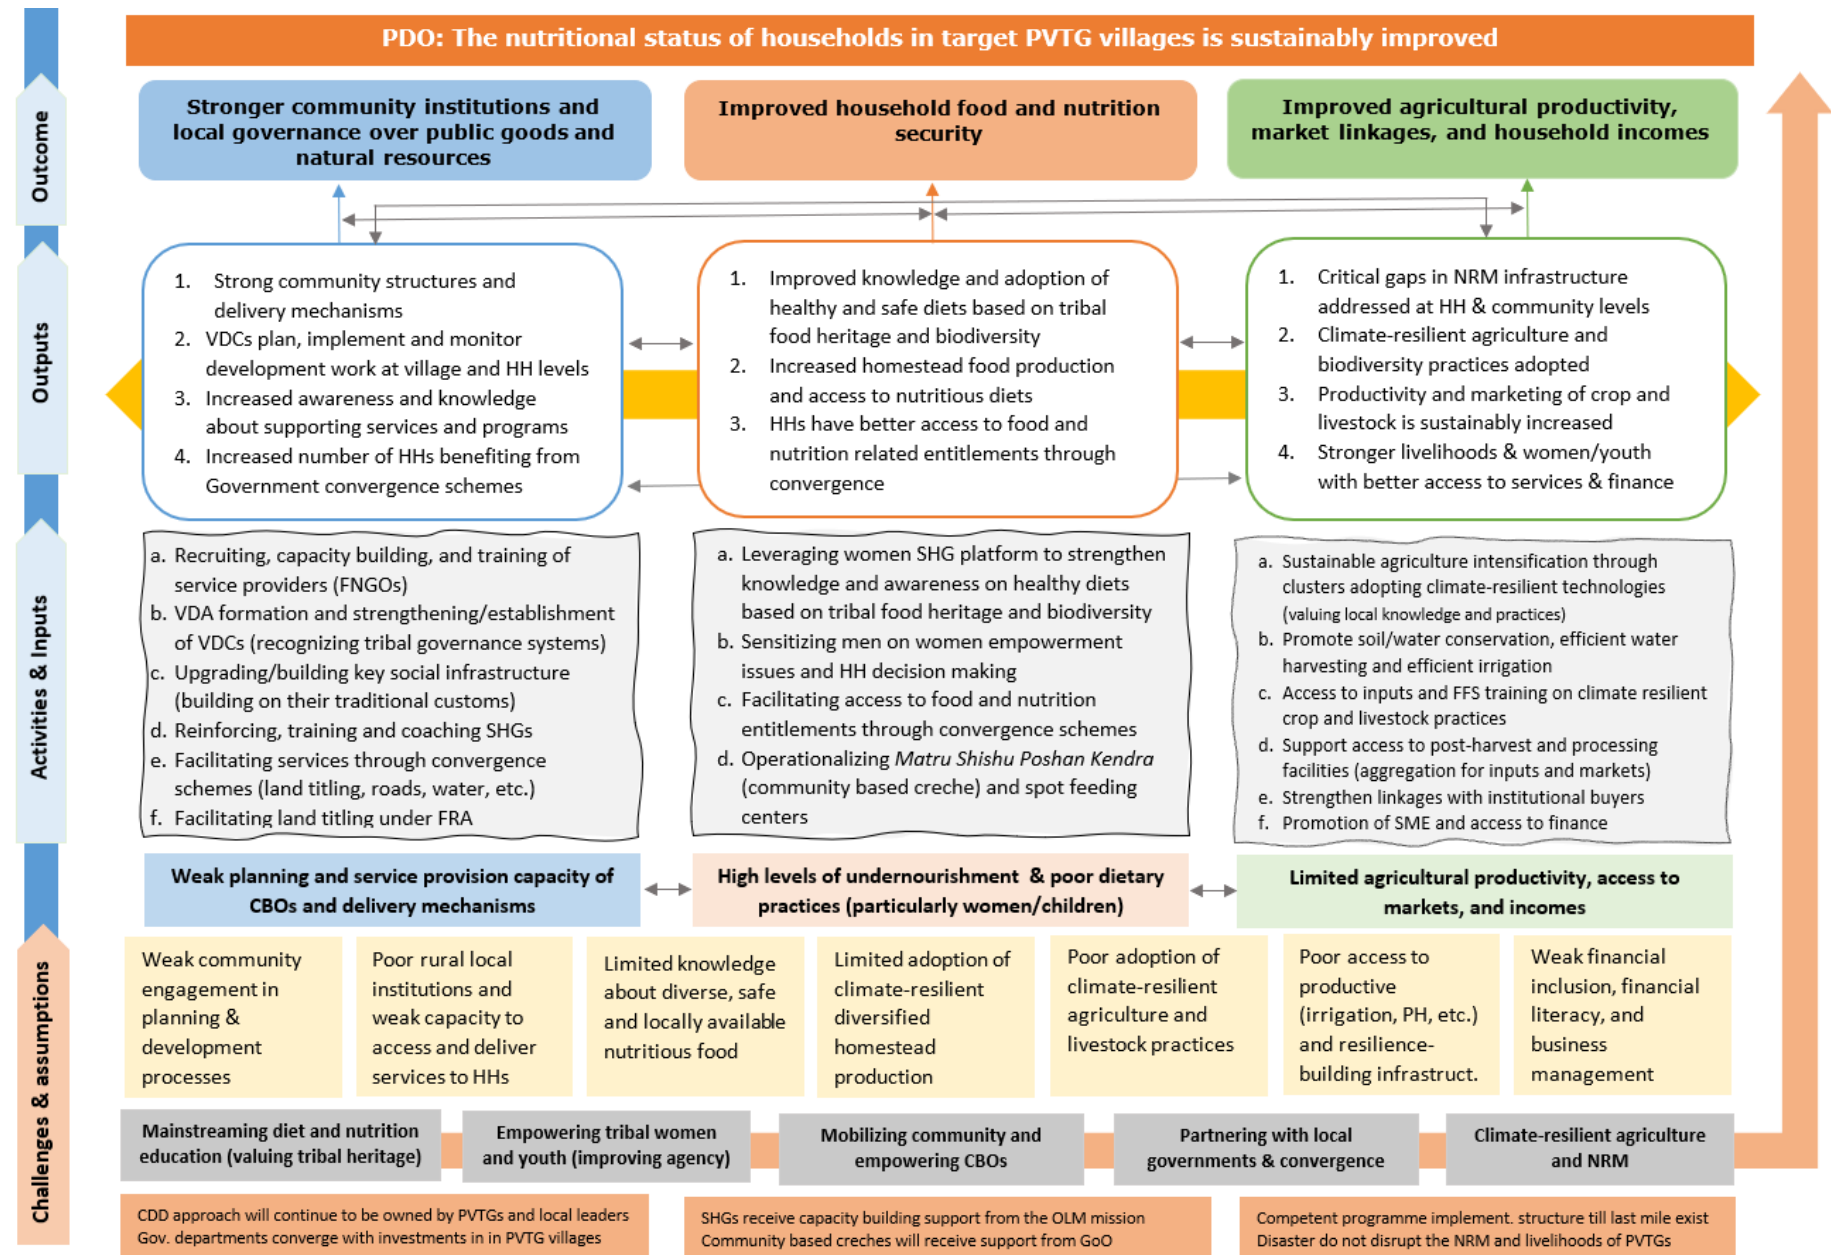 PDO: The nutritional status of households in target PVTG villages is sustainably improved
Outcome
Stronger community institutions and
local governance over public goods and
natural resources
Improved household food and nutrition
security
Improved agricultural productivity,
market linkages, and household incomes
Outputs
1. Strong community structures and
delivery mechanisms
2. VDCs plan, implement and monitor
development work at village and HH levels
3. Increased awareness and knowledge
about supporting services and programs
4. Increased number of HHs benefiting from
Government convergence schemes
1. Improved knowledge and adoption of
healthy and safe diets based on tribal
food heritage and biodiversity
2. Increased homestead food production
and access to nutritious diets
3. HHs have better access to food and
nutrition related entitlements through
convergence
1. Critical gaps in NRM infrastructure
addressed at HH & community levels
2. Climate-resilient agriculture and
biodiversity practices adopted
3. Productivity and marketing of crop and
livestock is sustainably increased
4. Stronger livelihoods & women/youth
with better access to services & finance
Activities & Inputs
a. Recruiting, capacity building, and training of
service providers (FNGOs)
b. VDA formation and strengthening/establishment
of VDCs (recognizing tribal governance systems)
c. Upgrading/building key social infrastructure
(building on their traditional customs)
d. Reinforcing, training and coaching SHGs
e. Facilitating services through convergence
schemes (land titling, roads, water, etc.)
f. Facilitating land titling under FRA
a. Leveraging women SHG platform to strengthen
knowledge and awareness on healthy diets
based on tribal food heritage and biodiversity
b. Sensitizing men on women empowerment
issues and HH decision making
c. Facilitating access to food and nutrition
entitlements through convergence schemes
d. Operationalizing Matru Shishu Poshan Kendra
(community based creche) and spot feeding
centers
a. Sustainable agriculture intensification through
clusters adopting climate-resilient technologies
(valuing local knowledge and practices)
b. Promote soil/water conservation, efficient water
harvesting and efficient irrigation
c. Access to inputs and FFS training on climate resilient
crop and livestock practices
d. Support access to post-harvest and processing
facilities (aggregation for inputs and markets)
e. Strengthen linkages with institutional buyers
f. Promotion of SME and access to finance
Weak planning and service provision capacity of
CBOs and delivery mechanisms
High levels of undernourishment & poor dietary
practices (particularly women/children)
Limited agricultural productivity, access to
markets, and incomes
Challenges & assumptions
Weak community
engagement in
planning &
development
processes
Poor rural local
institutions and
weak capacity to
access and deliver
services to HHs
Limited knowledge
about diverse, safe
and locally available
nutritious food
Limited adoption of
climate-resilient
diversified
homestead
production
Poor adoption of
climate-resilient
agriculture and
livestock practices
Poor access to
productive
(irrigation, PH, etc.)
and resilience-
building infrastruct.
Weak financial
inclusion, financial
literacy, and
business
management
Mainstreaming diet and nutrition
education (valuing tribal heritage)
Empowering tribal women
and youth (improving agency)
Mobilizing community and
empowering CBOs
Partnering with local
governments & convergence
Climate-resilient agriculture
and NRM
CDD approach will continue to be owned by PVTGs and local leaders
Gov. departments converge with investments in in PVTG villages
SHGs receive capacity building support from the OLM mission
Community based creches will receive support from GoO
Competent programme implement. structure till last mile exist
Disaster do not disrupt the NRM and livelihoods of PVTGs